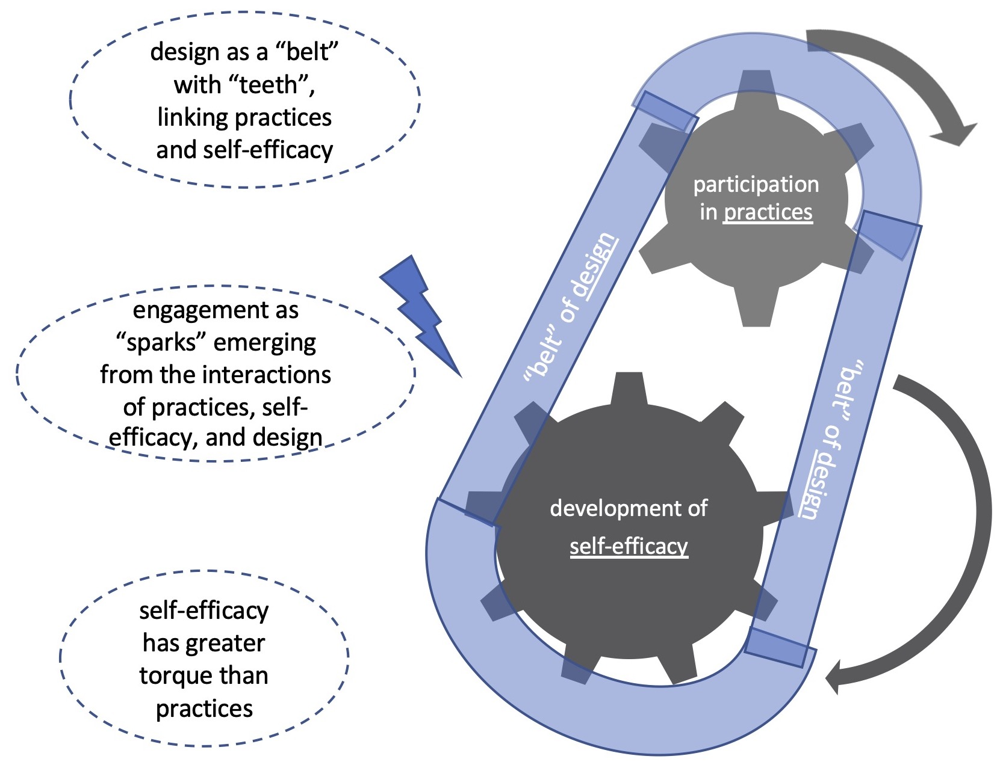 design as a “belt”
with “teeth”,
linking practices
and self-efficacy
engagement as
“sparks” emerging
from the interactions
of practices, self-
efficacy, and design
self-efficacy
has greater
torque than
practices
participation
in practices
“belt” of design
“belt” of design
development of
self-efficacy